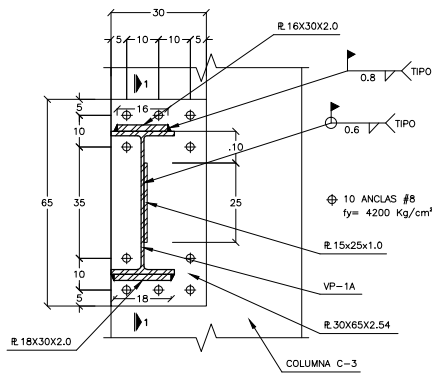 30
5 10 10 5
1
PL 16X30X2.0
0.8 TIPO
16
5
10
0.6 TIPO
.10
65 35
25
10 ANCLAS #8
fy= 4200 Kg/cm²
PL 15x25x1.0
10
VP-1A
5
18
PL 30X65X2.54
1
PL 18X30X2.0
COLUMNA C-3